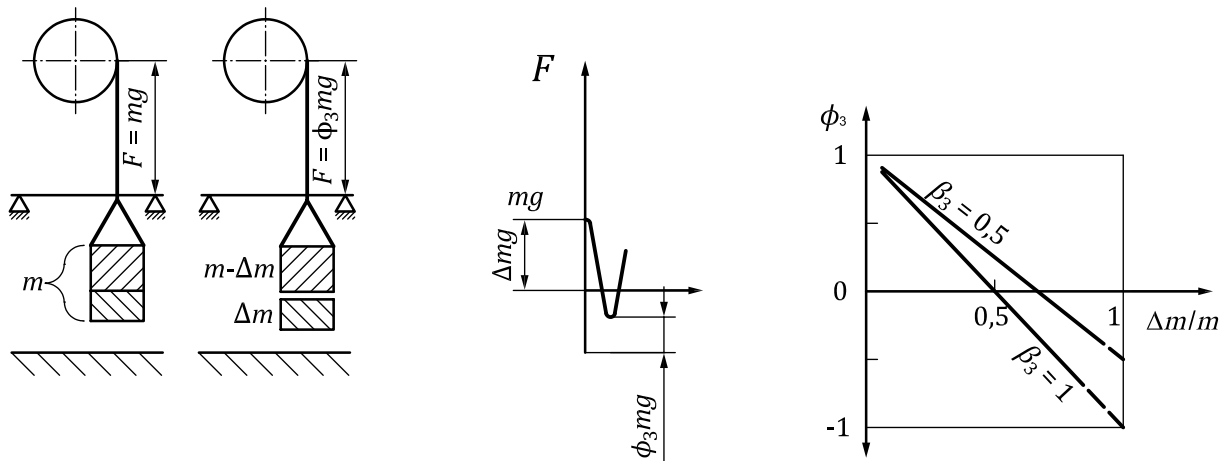 F = mg
F = ϕ₃mg
m
m-Δm
Δm
F
mg
Δmg
ϕ₃mg
ϕ₃
1
0
-1
0,5
1
Δm/m
β₃ = 0,5
β₃ = 1